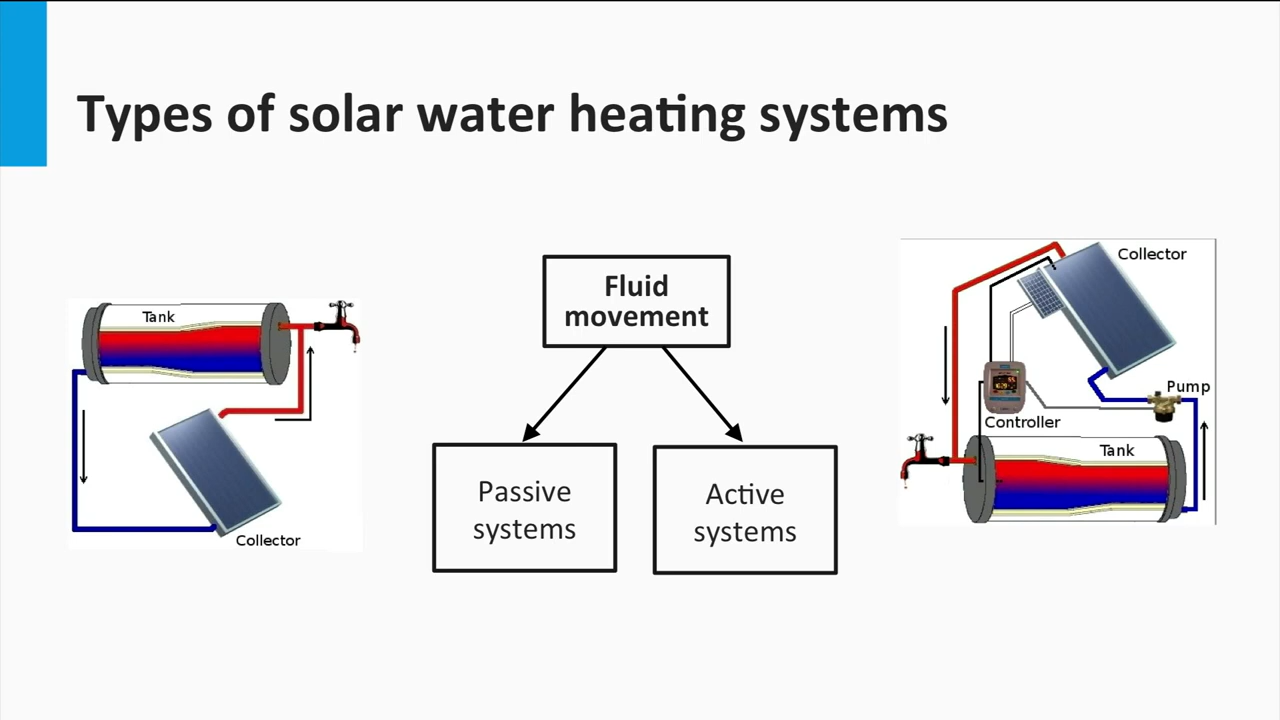 Types of solar water heating systems
Tank
Collector
Fluid
movement
Passive
systems
Active
systems
Collector
Pump
Controller
Tank